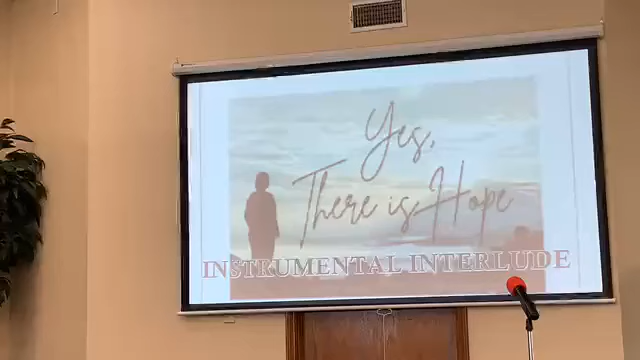 Yes,
There is Hope
INSTRUMENTAL INTERLUDE